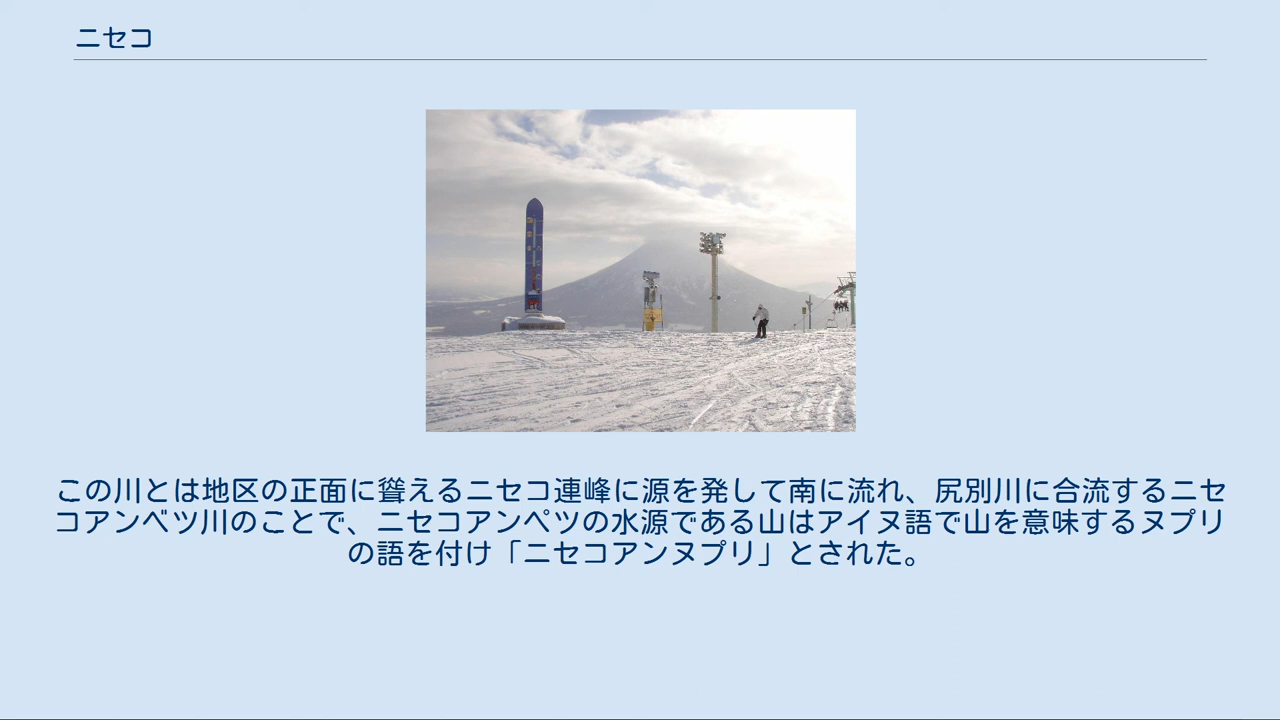 ニセコ
この川とは地区の正面に聳えるニセコ連峰に源を発して南に流れ、尻別川に合流するニセ
コアンベツ川のことで、ニセコアンペツの水源である山はアイヌ語で山を意味するヌプリ
の語を付け「ニセコアンヌプリ」とされた。